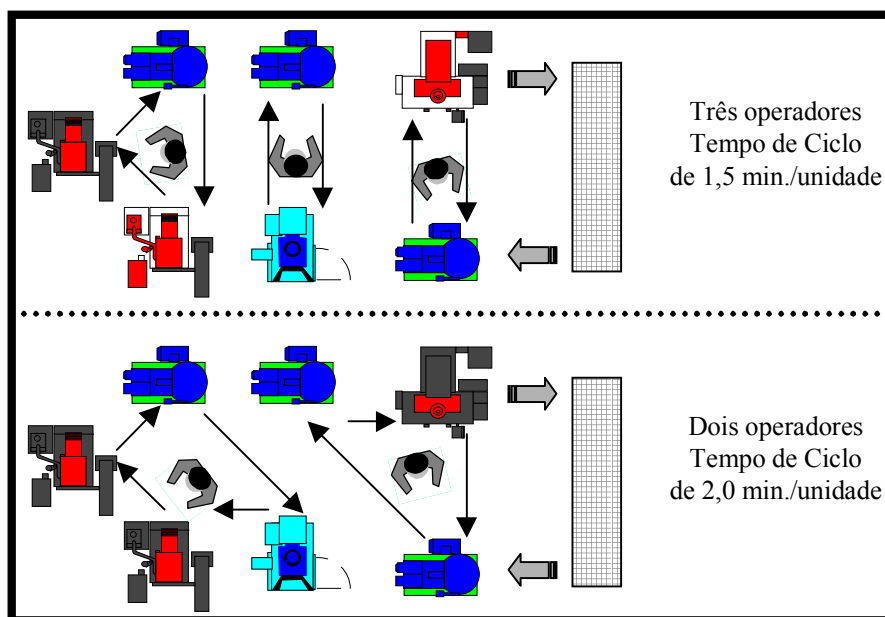 Três operadores
Tempo de Ciclo
de 1,5 min./unidade
Dois operadores
Tempo de Ciclo
de 2,0 min./unidade